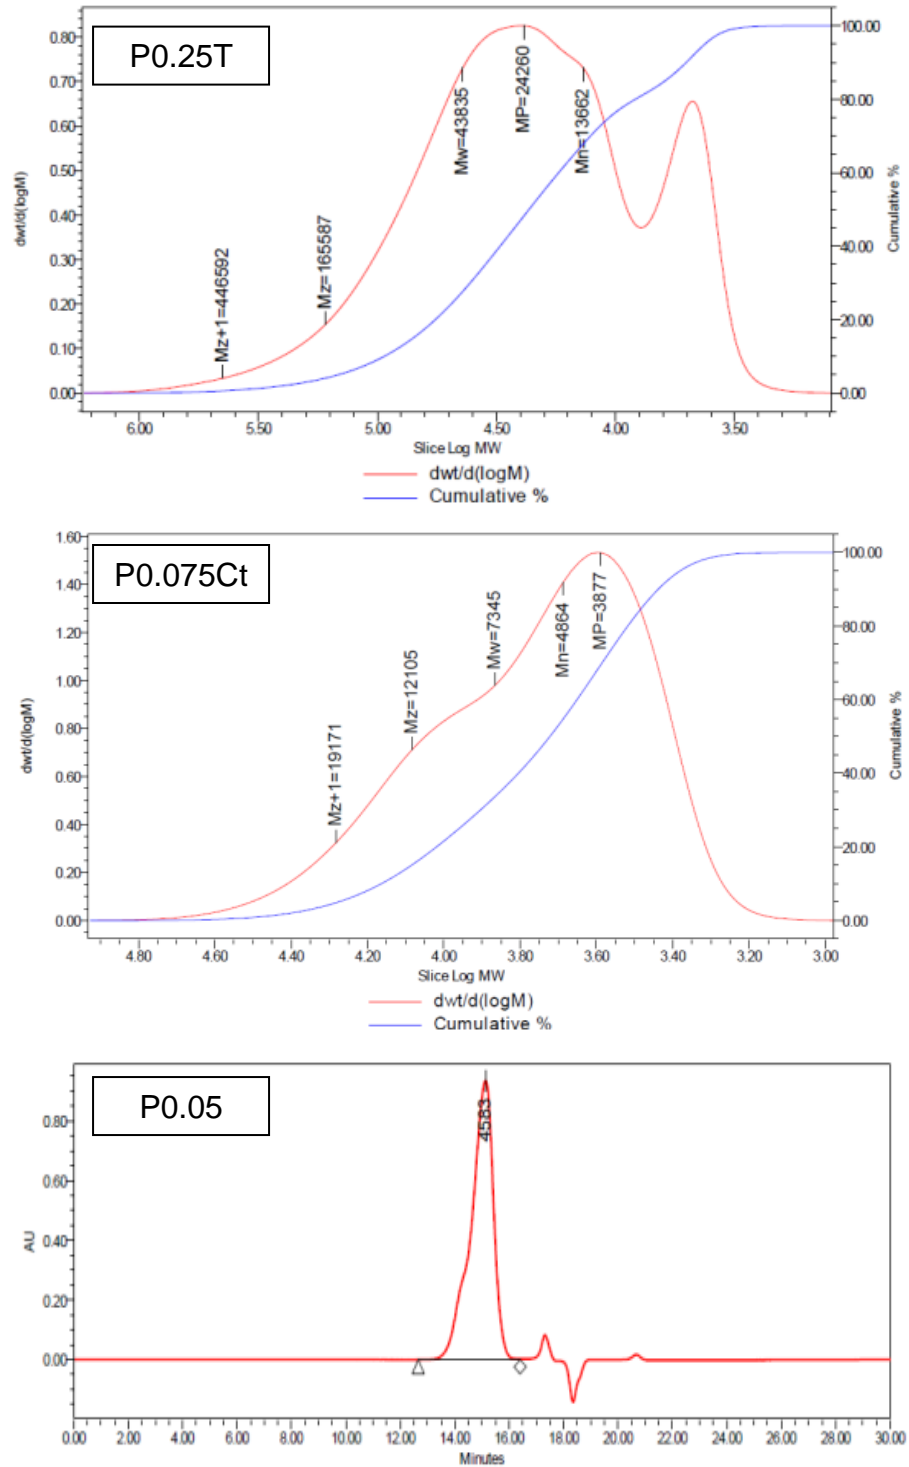 P0.25T
dwt/d(logM)
0.80
0.70
0.60
0.50
0.40
0.30
0.20
0.10
0.00
Mz+1=446592
Mz=165587
Mw=43835
MP=24260
Mn=13662
100.00
80.00
60.00
40.00
20.00
0.00
Cumulative %
6.00 5.50 5.00 4.50 4.00 3.50
Slice Log MW
dwt/d(logM)
Cumulative %
P0.075Ct
dwt/d(logM)
1.60
1.40
1.20
1.00
0.80
0.60
0.40
0.20
0.00
Mz+1=19171
Mz=12105
Mw=7345
Mn=4864
MP=3877
100.00
80.00
60.00
40.00
20.00
0.00
Cumulative %
4.80 4.60 4.40 4.20 4.00 3.80 3.60 3.40 3.20 3.00
Slice Log MW
dwt/d(logM)
Cumulative %
P0.05
AU
0.80
0.60
0.40
0.20
0.00
4583
0.00 2.00 4.00 6.00 8.00 10.00 12.00 14.00 16.00 18.00 20.00 22.00 24.00 26.00 28.00 30.00
Minutes